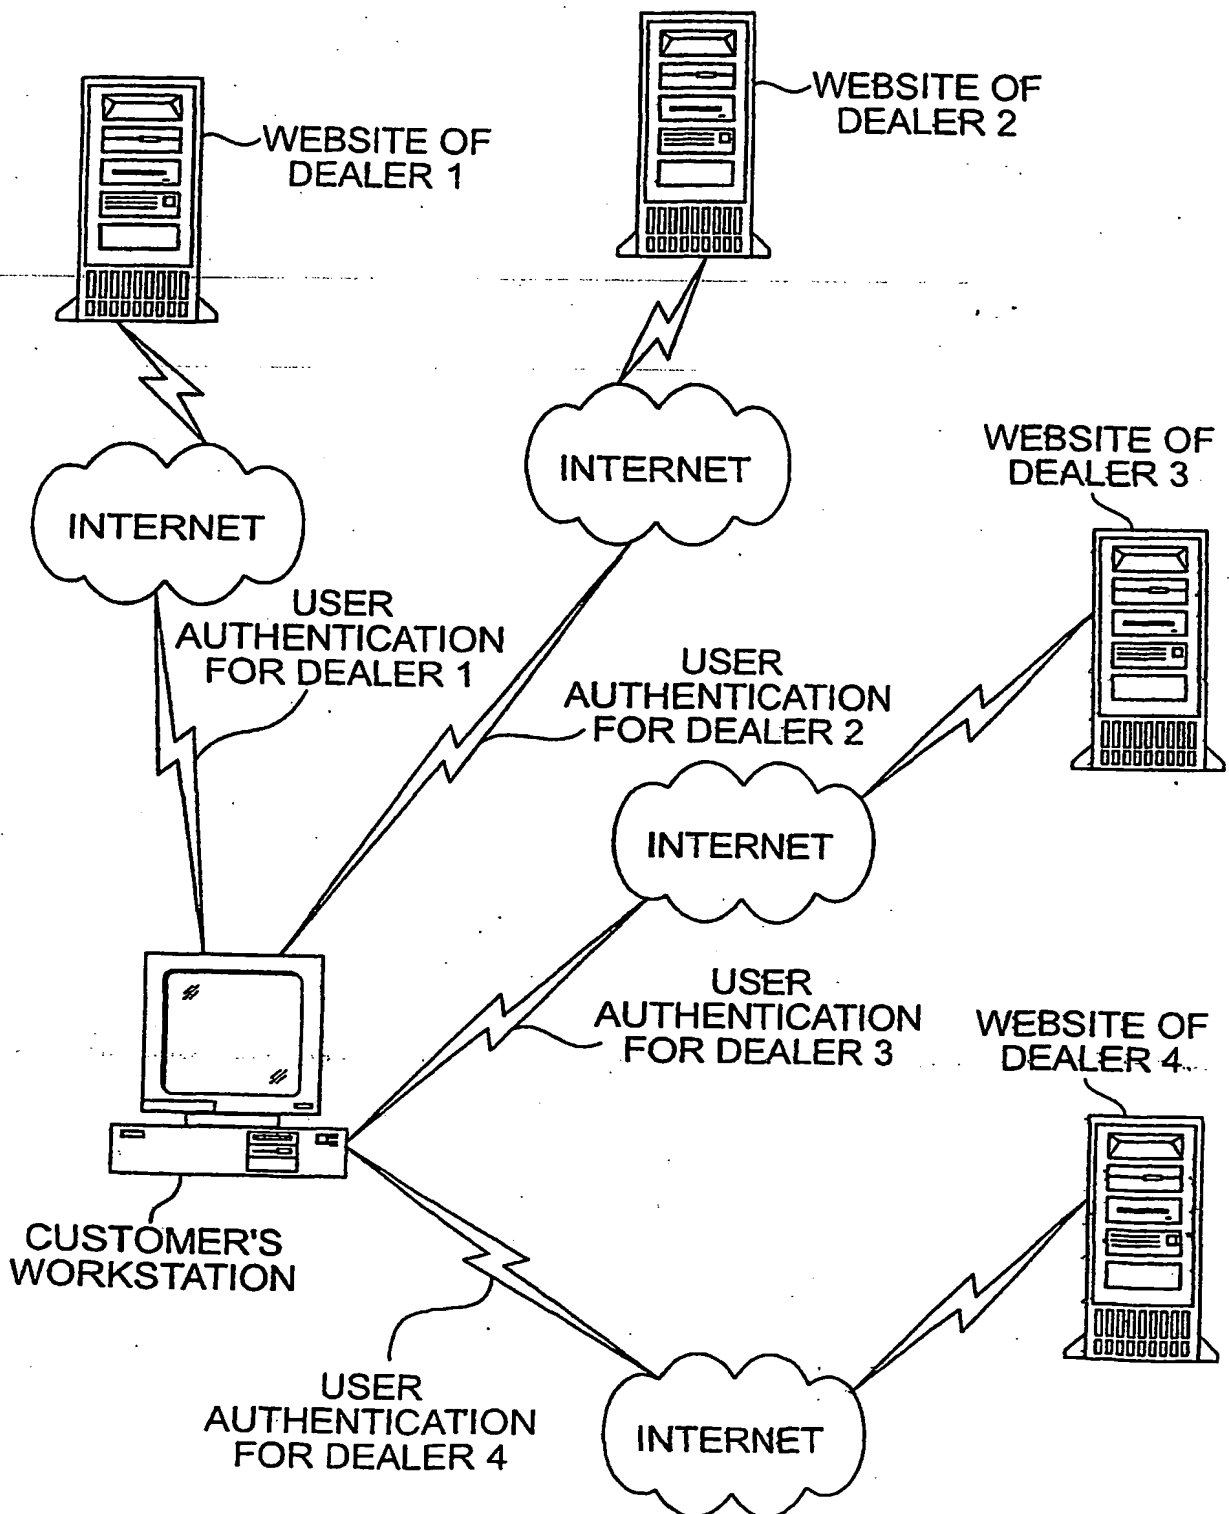 WEBSITE OF
DEALER 1
WEBSITE OF
DEALER 2
INTERNET
INTERNET
WEBSITE OF
DEALER 3
USER
AUTHENTICATION
FOR DEALER 1
USER
AUTHENTICATION
FOR DEALER 2
INTERNET
USER
AUTHENTICATION
FOR DEALER 3
WEBSITE OF
DEALER 4
CUSTOMER'S
WORKSTATION
USER
AUTHENTICATION
FOR DEALER 4
INTERNET